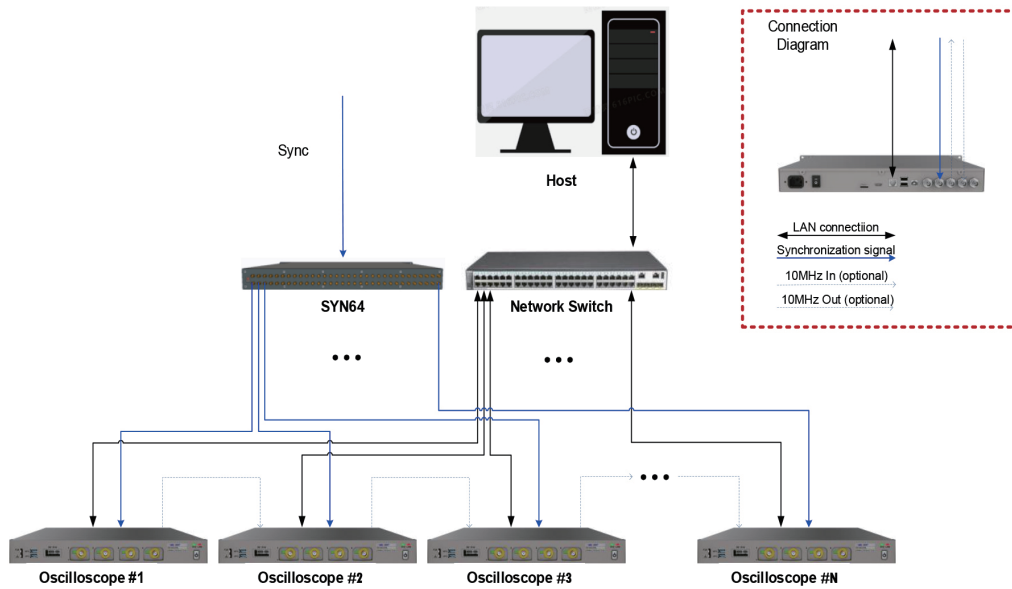 Connection
Diagram
Sync
Host
LAN connectiion
Synchronization signal
10MHz In (optional)
10MHz Out (optional)
SYN64
Network Switch
Oscilloscope #1
Oscilloscope #2
Oscilloscope #3
Oscilloscope #N